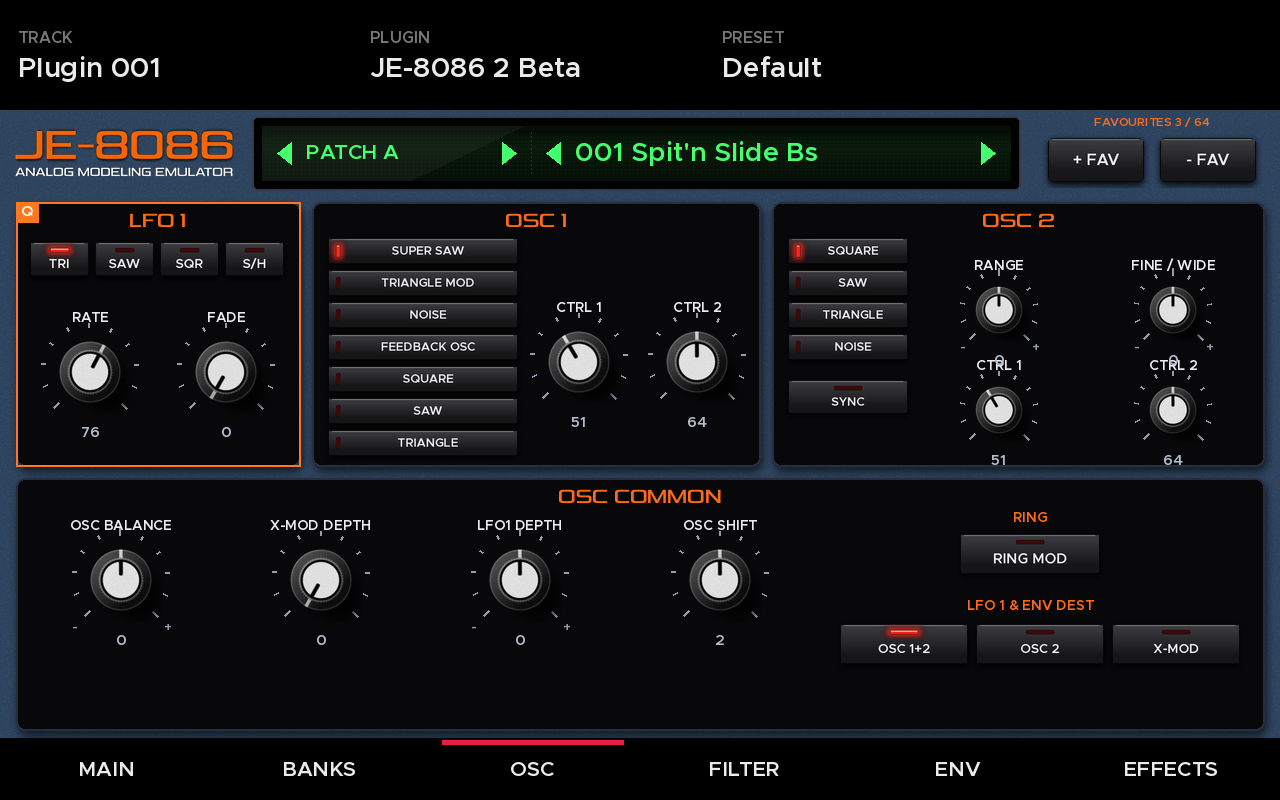 TRACK
Plugin 001
PLUGIN
JE-8086 2 Beta
PRESET
Default
JE-8086
ANALOG MODELING EMULATOR
PATCH A
001 Spit'n Slide Bs
FAVOURITES 3 / 64
+ FAV
- FAV
Q
LFO 1
TRI
SAW
SQR
S/H
RATE
FADE
76
0
OSC 1
SUPER SAW
TRIANGLE MOD
NOISE
FEEDBACK OSC
SQUARE
SAW
TRIANGLE
CTRL 1
CTRL 2
51
64
OSC 2
SQUARE
SAW
TRIANGLE
NOISE
SYNC
RANGE
FINE / WIDE
- +
- +
0
0
CTRL 1
CTRL 2
51
64
OSC COMMON
OSC BALANCE
X-MOD DEPTH
LFO1 DEPTH
OSC SHIFT
- +
- +
0
0
0
2
RING
RING MOD
LFO 1 & ENV DEST
OSC 1+2
OSC 2
X-MOD
MAIN
BANKS
OSC
FILTER
ENV
EFFECTS